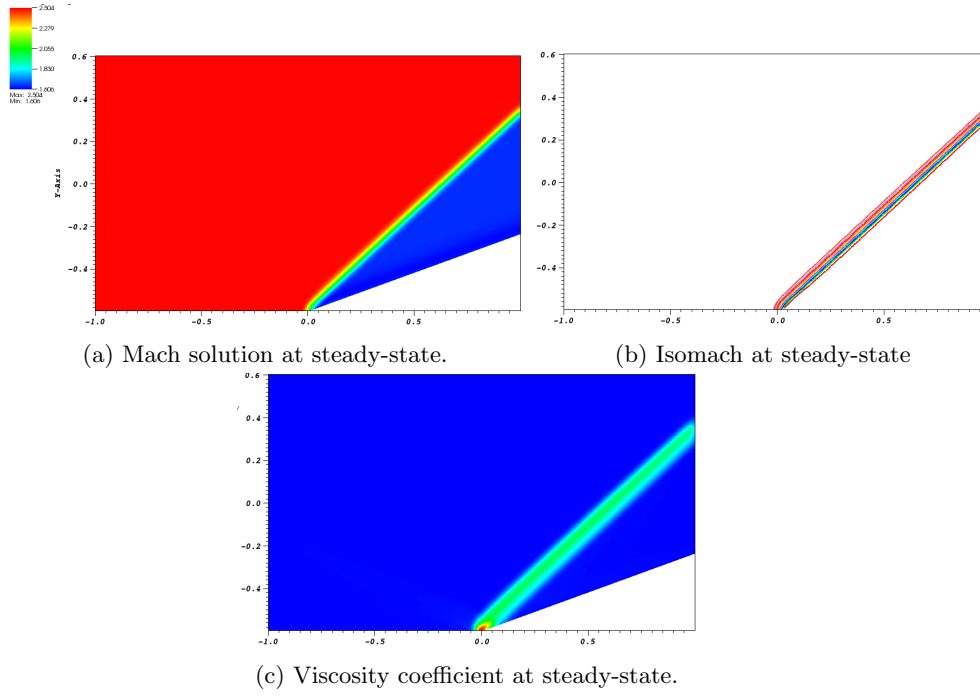 2.504
2.279
2.055
1.830
1.606
Max: 2.504
Min: 1.606
0.6
0.4
0.2
0.0
-0.2
-0.4
Y-Axis
-1.0 -0.5 0.0 0.5
0.6
0.4
0.2
0.0
-0.2
-0.4
-1.0 -0.5 0.0 0.5
(a) Mach solution at steady-state.
(b) Isomach at steady-state
0.6
0.4
0.2
0.0
-0.2
-0.4
-1.0 -0.5 0.0 0.5
(c) Viscosity coefficient at steady-state.